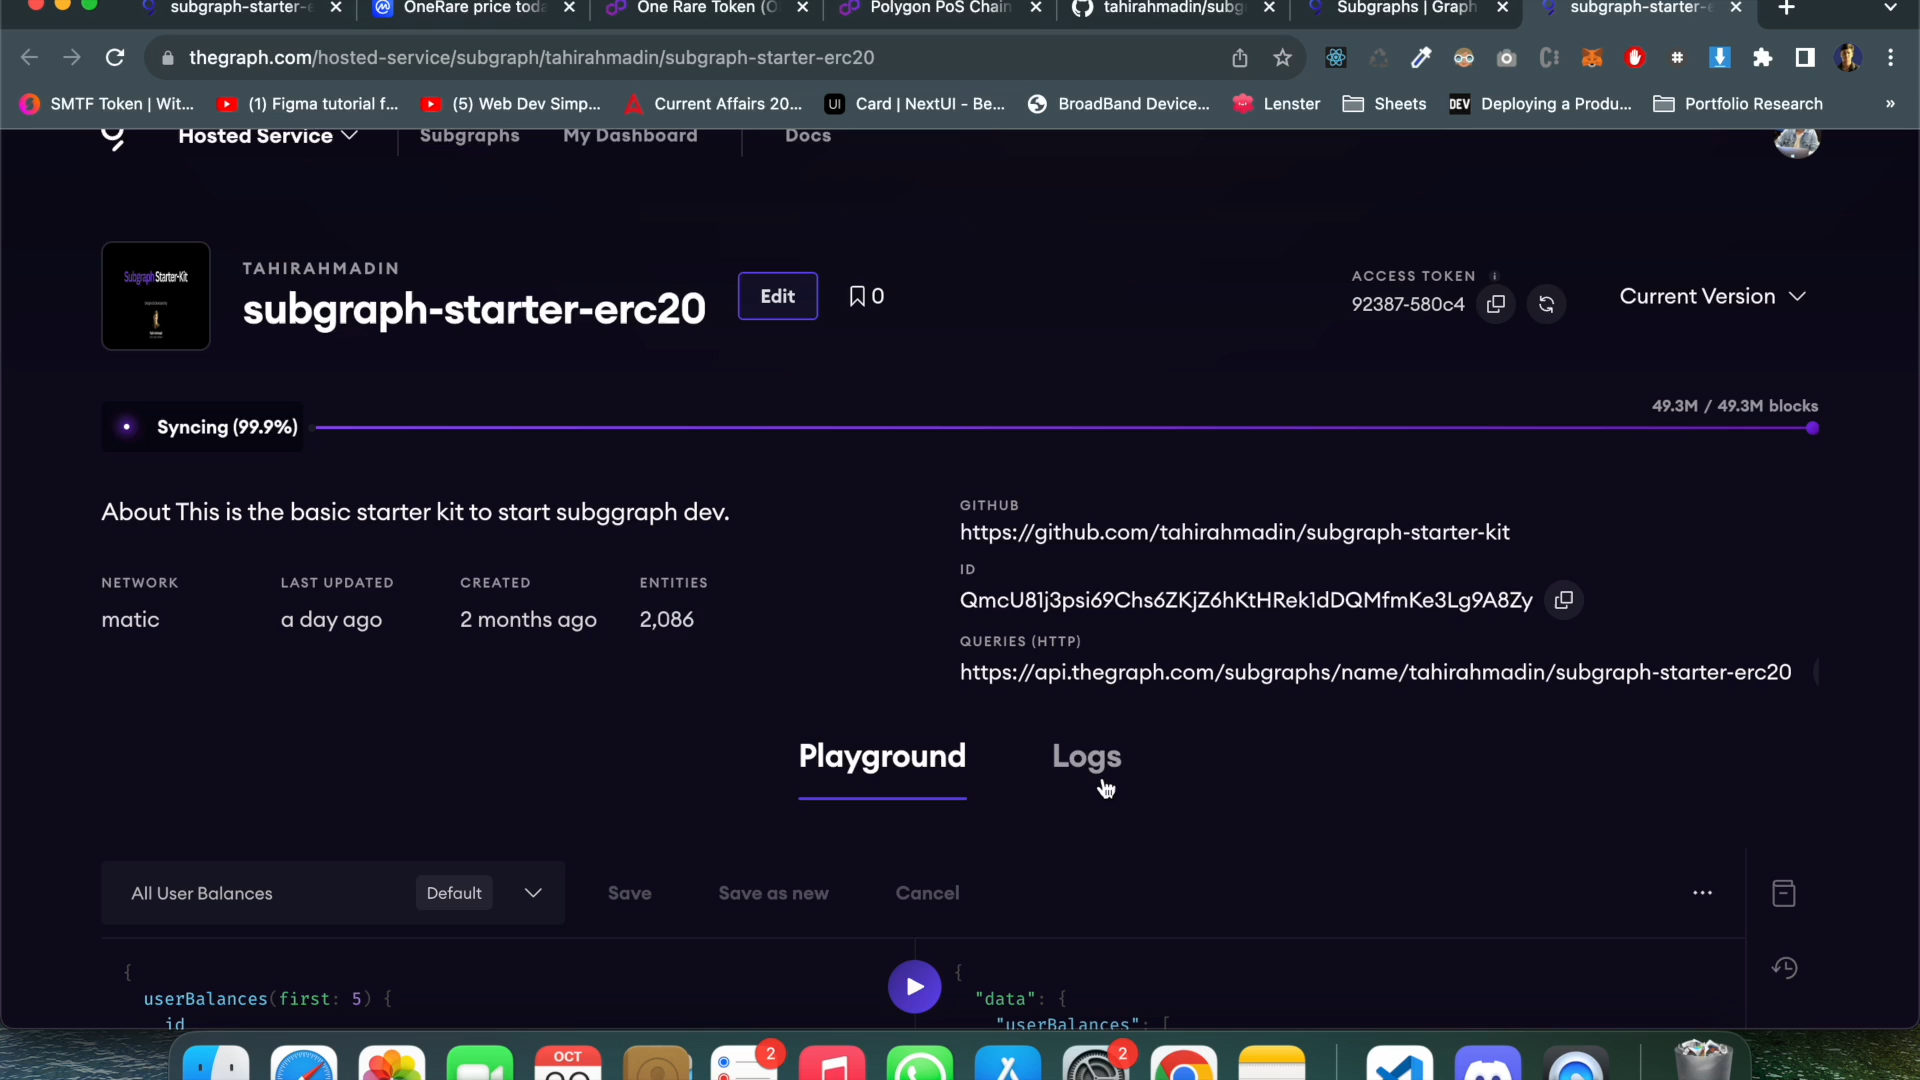 subgraph-starter-e
OneRare price toda
One Rare Token (O
Polygon PoS Chain
tahirahmadin/subg
Subgraphs | Graph
subgraph-starter-e
thegraph.com/hosted-service/subgraph/tahirahmadin/subgraph-starter-erc20
SMTF Token | Wit...
(1) Figma tutorial f...
(5) Web Dev Simp...
Current Affairs 20...
UI
Card | NextUI - Be...
BroadBand Device...
Lenster
Sheets
DEV
Deploying a Produ...
Portfolio Research
»
Hosted Service
Subgraphs
My Dashboard
Docs
Subgraph Starter-Kit
TAHIRAHMADIN
subgraph-starter-erc20
Edit
0
ACCESS TOKEN
92387-580c4
Current Version
Syncing (99.9%)
49.3M / 49.3M blocks
About This is the basic starter kit to start subggraph dev.
NETWORK
matic
LAST UPDATED
a day ago
CREATED
2 months ago
ENTITIES
2,086
GITHUB
https://github.com/tahirahmadin/subgraph-starter-kit
ID
QmcU81j3psi69Chs6ZKjZ6hKtHRek1dDQMfmKe3Lg9A8Zy
QUERIES (HTTP)
https://api.thegraph.com/subgraphs/name/tahirahmadin/subgraph-starter-erc20
Playground
Logs
All User Balances
Default
Save
Save as new
Cancel
{
userBalances(first: 5) {
id
{
"data": {
"userBalances": [
OCT
2
2